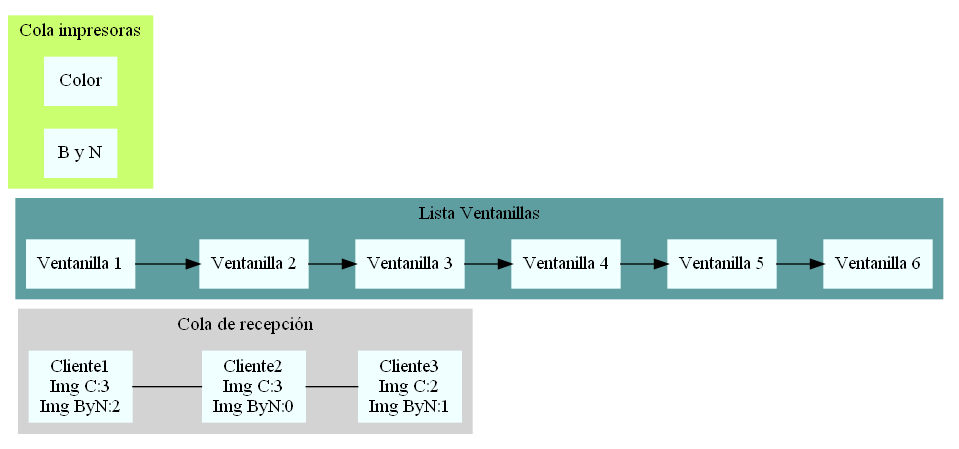 Cola impresoras
Color
B y N
Lista Ventanillas
Ventanilla 1
Ventanilla 2
Ventanilla 3
Ventanilla 4
Ventanilla 5
Ventanilla 6
Cola de recepción
Cliente1
Img C:3
Img ByN:2
Cliente2
Img C:3
Img ByN:0
Cliente3
Img C:2
Img ByN:1